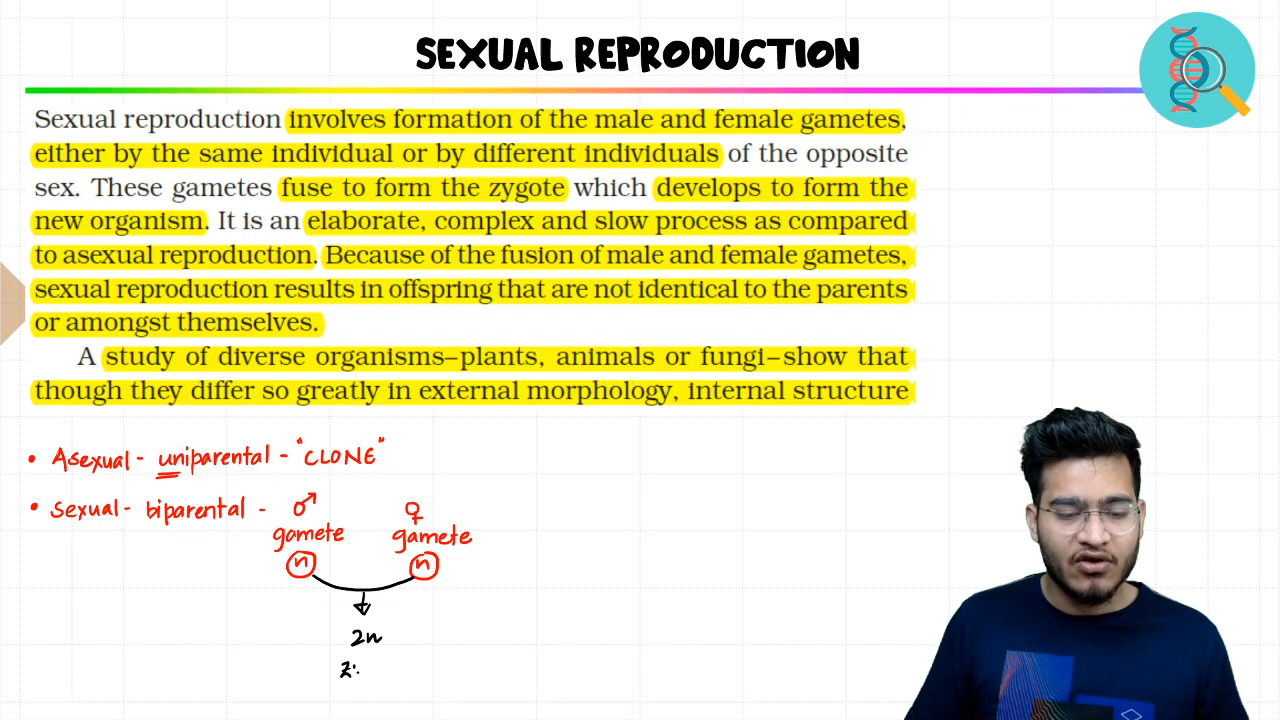 SEXUAL REPRODUCTION
Sexual reproduction involves formation of the male and female gametes,
either by the same individual or by different individuals of the opposite
sex. These gametes fuse to form the zygote which develops to form the
new organism. It is an elaborate, complex and slow process as compared
to asexual reproduction. Because of the fusion of male and female gametes,
sexual reproduction results in offspring that are not identical to the parents
or amongst themselves.
A study of diverse organisms–plants, animals or fungi–show that
though they differ so greatly in external morphology, internal structure
• Asexual - uniparental - "CLONE"
• Sexual - biparental - ♂ ♀
gamete gamete
n n
2n